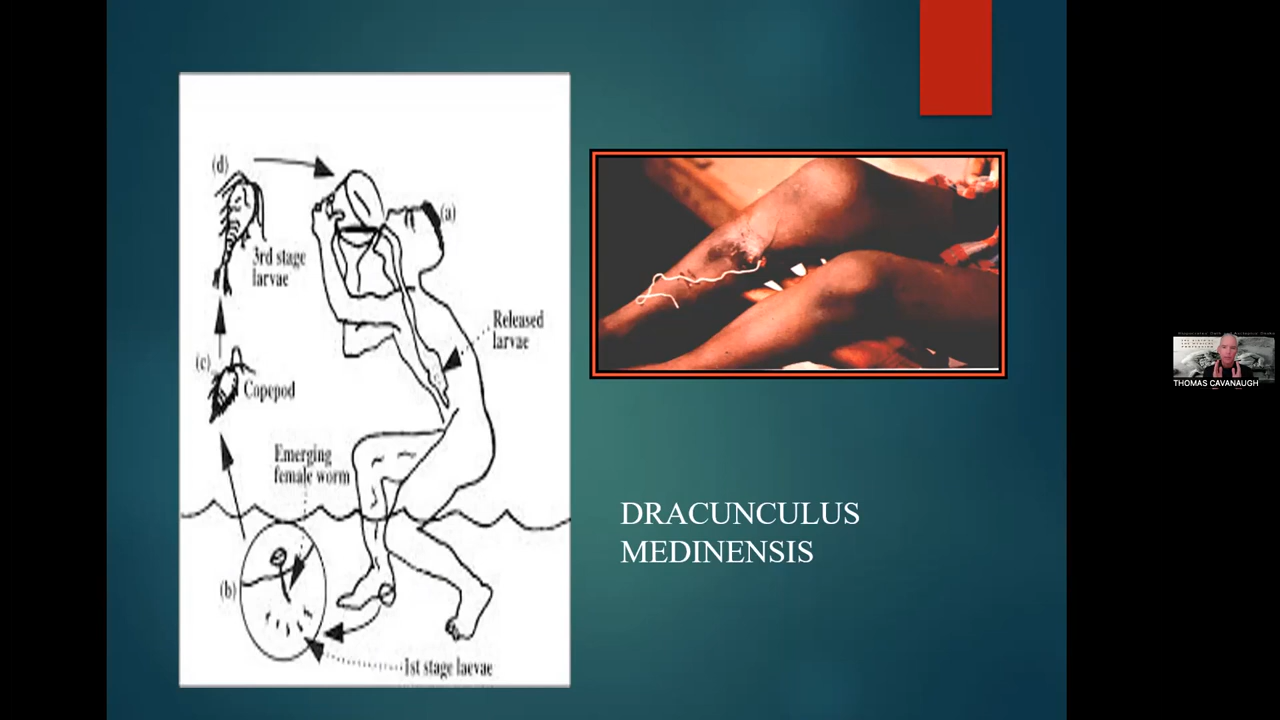 (d)
(a)
3rd stage
larvae
Released
larvae
(c)
Copepod
Emerging
female worm
(b)
1st stage laevae
DRACUNCULUS
MEDINENSIS
THOMAS CAVANAUGH